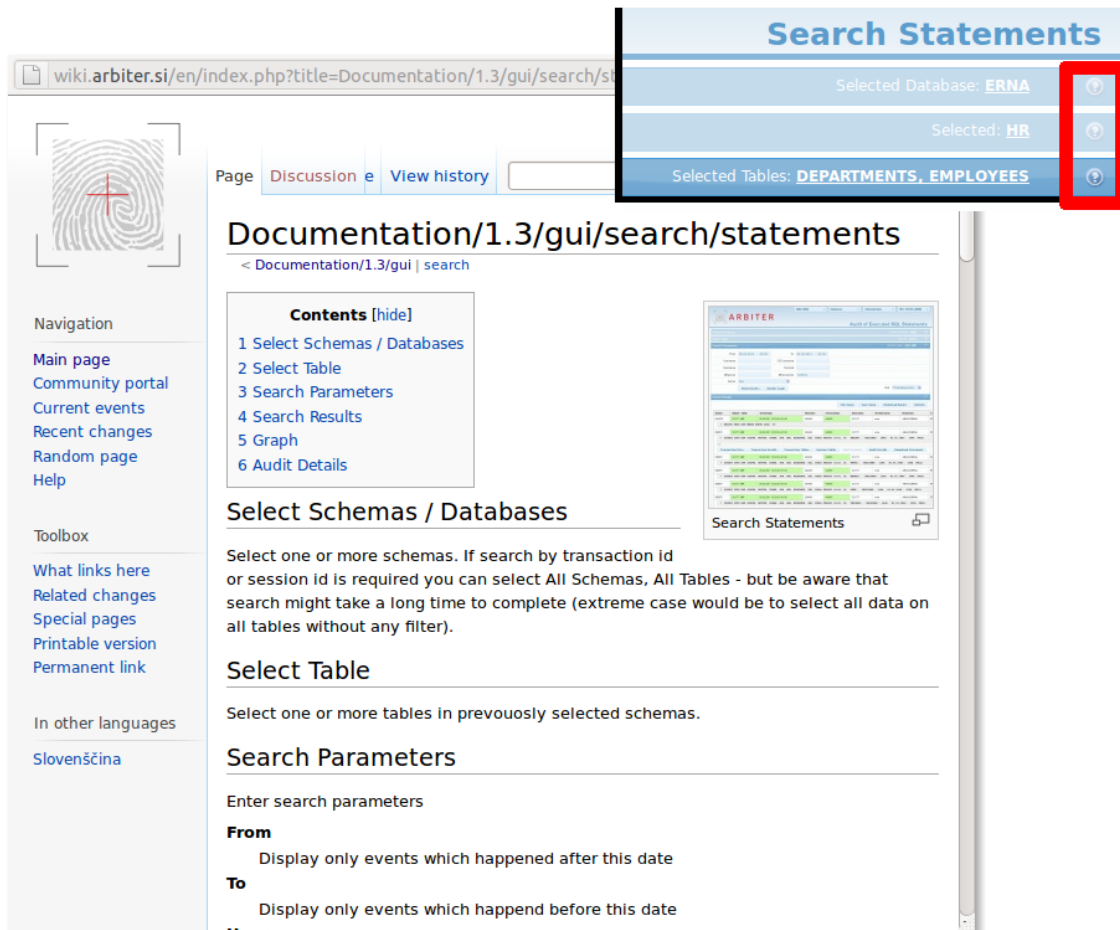 Search Statements
Selected Database: ERNA
Selected: HR
Selected Tables: DEPARTMENTS, EMPLOYEES
wiki.arbiter.si/en/index.php?title=Documentation/1.3/gui/search/st
Page Discussion e View history
Documentation/1.3/gui/search/statements
< Documentation/1.3/gui | search
Contents [hide]
1 Select Schemas / Databases
2 Select Table
3 Search Parameters
4 Search Results
5 Graph
6 Audit Details
ARBITER
Audit of Executed SQL Statements
Search Statements
Navigation
Main page
Community portal
Current events
Recent changes
Random page
Help
Toolbox
What links here
Related changes
Special pages
Printable version
Permanent link
In other languages
Slovenščina
Select Schemas / Databases
Select one or more schemas. If search by transaction id
or session id is required you can select All Schemas, All Tables - but be aware that
search might take a long time to complete (extreme case would be to select all data on
all tables without any filter).
Select Table
Select one or more tables in prevouosly selected schemas.
Search Parameters
Enter search parameters
From
Display only events which happened after this date
To
Display only events which happend before this date